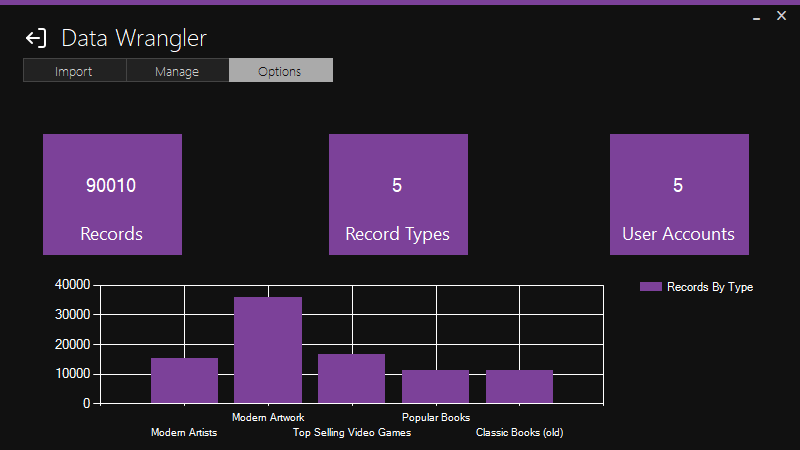 Data Wrangler
Import Manage Options
90010 5 5
Records Record Types User Accounts
40000
30000
20000
10000
0
Records By Type
Modern Artwork Popular Books
Modern Artists Top Selling Video Games Classic Books (old)